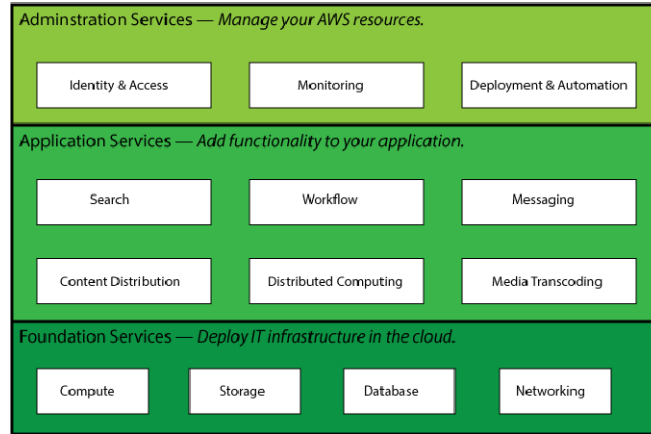 Adminstration Services — Manage your AWS resources.
Identity & Access
Monitoring
Deployment & Automation
Application Services — Add functionality to your application.
Search
Workflow
Messaging
Content Distribution
Distributed Computing
Media Transcoding
Foundation Services — Deploy IT infrastructure in the cloud.
Compute
Storage
Database
Networking